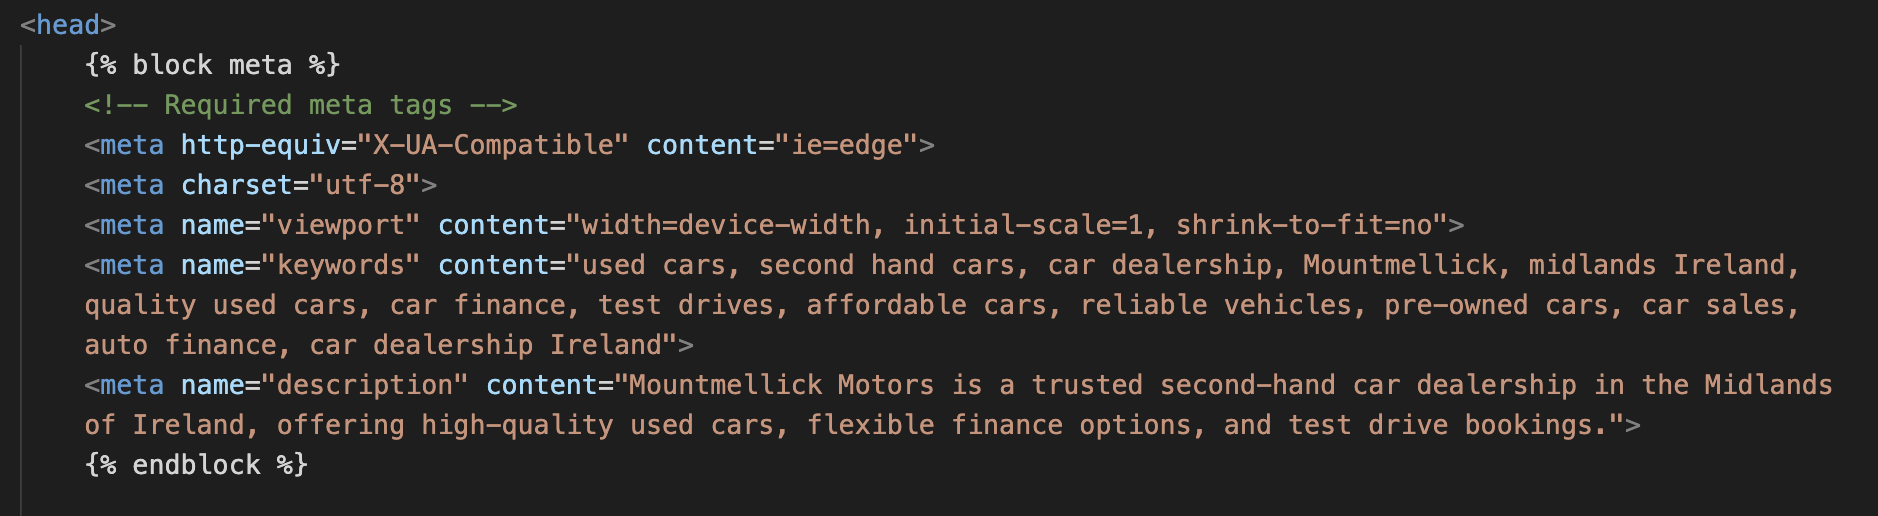 <head>
{% block meta %}
<!-- Required meta tags -->
<meta http-equiv="X-UA-Compatible" content="ie=edge">
<meta charset="utf-8">
<meta name="viewport" content="width=device-width, initial-scale=1, shrink-to-fit=no">
<meta name="keywords" content="used cars, second hand cars, car dealership, Mountmellick, midlands Ireland,
quality used cars, car finance, test drives, affordable cars, reliable vehicles, pre-owned cars, car sales,
auto finance, car dealership Ireland">
<meta name="description" content="Mountmellick Motors is a trusted second-hand car dealership in the Midlands
of Ireland, offering high-quality used cars, flexible finance options, and test drive bookings.">
{% endblock %}